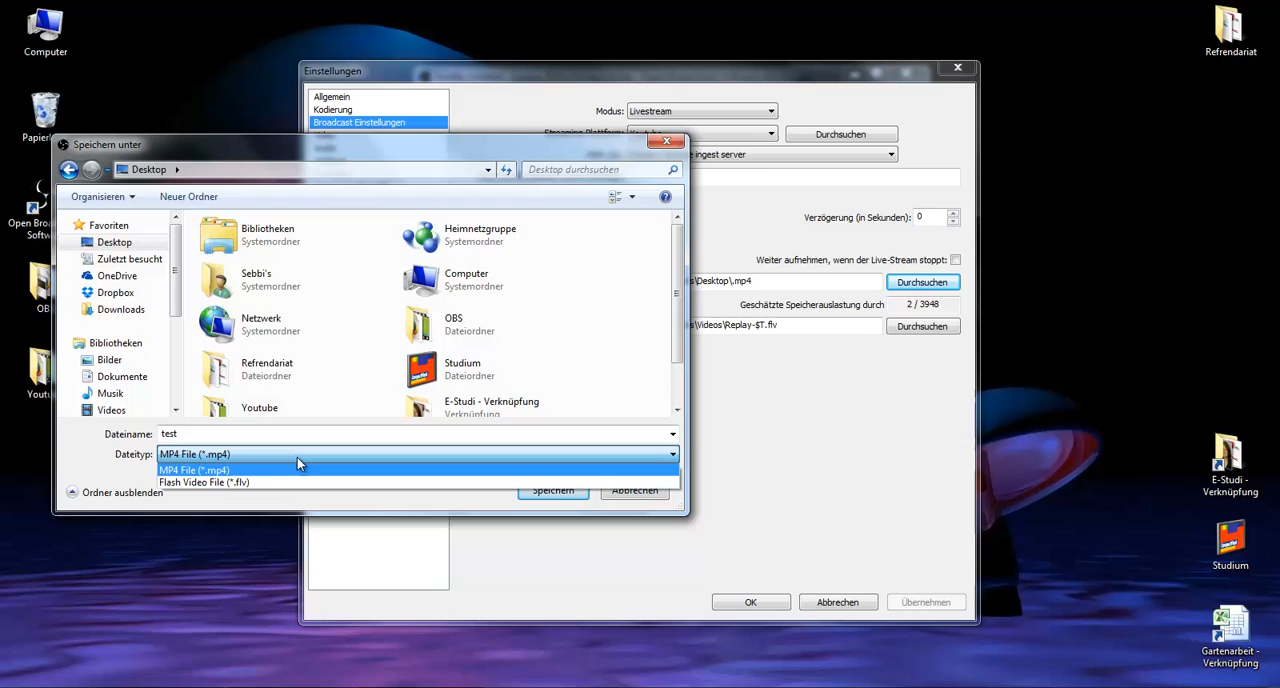 Computer
Refrendariat
Papierk
Open Broa
Softw
OB
Youtu
E-Studi -
Verknüpfung
Studium
Gartenarbeit -
Verknüpfung
Einstellungen
Allgemein
Kodierung
Broadcast Einstellungen
Modus:
Livestream
Durchsuchen
ingest server
Verzögerung (in Sekunden):
0
Weiter aufnehmen, wenn der Live-Stream stoppt:
s\Desktop\.mp4
Durchsuchen
Geschätzte Speicherauslastung durch
2 / 3948
s\Videos\Replay-$T.flv
Durchsuchen
OK
Abbrechen
Übernehmen
Speichern unter
Desktop
Desktop durchsuchen
Organisieren
Neuer Ordner
Favoriten
Desktop
Zuletzt besucht
OneDrive
Dropbox
Downloads
Bibliotheken
Bilder
Dokumente
Musik
Videos
Bibliotheken
Systemordner
Heimnetzgruppe
Systemordner
Sebbi's
Systemordner
Computer
Systemordner
Netzwerk
Systemordner
OBS
Dateiordner
Refrendariat
Dateiordner
Studium
Dateiordner
Youtube
E-Studi - Verknüpfung
Verknüpfung
Dateiname:
test
Dateityp:
MP4 File (*.mp4)
MP4 File (*.mp4)
Flash Video File (*.flv)
Ordner ausblenden
Speichern
Abbrechen